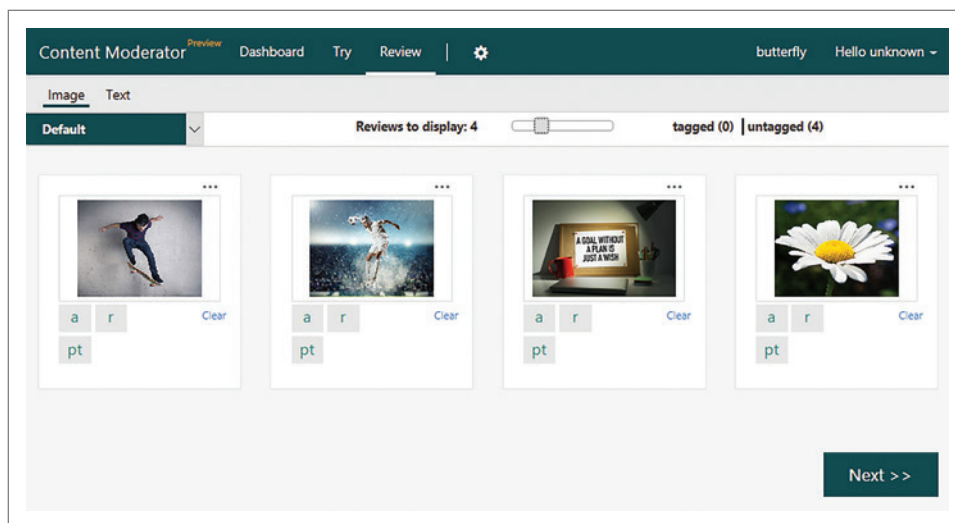 Content Moderator Preview Dashboard Try Review butterfly Hello unknown
Image Text
Default Reviews to display: 4 tagged (0) untagged (4)
A GOAL WITHOUT
A PLAN IS
JUST A WISH
a r Clear a r Clear a r Clear a r Clear
pt pt pt pt
Next >>